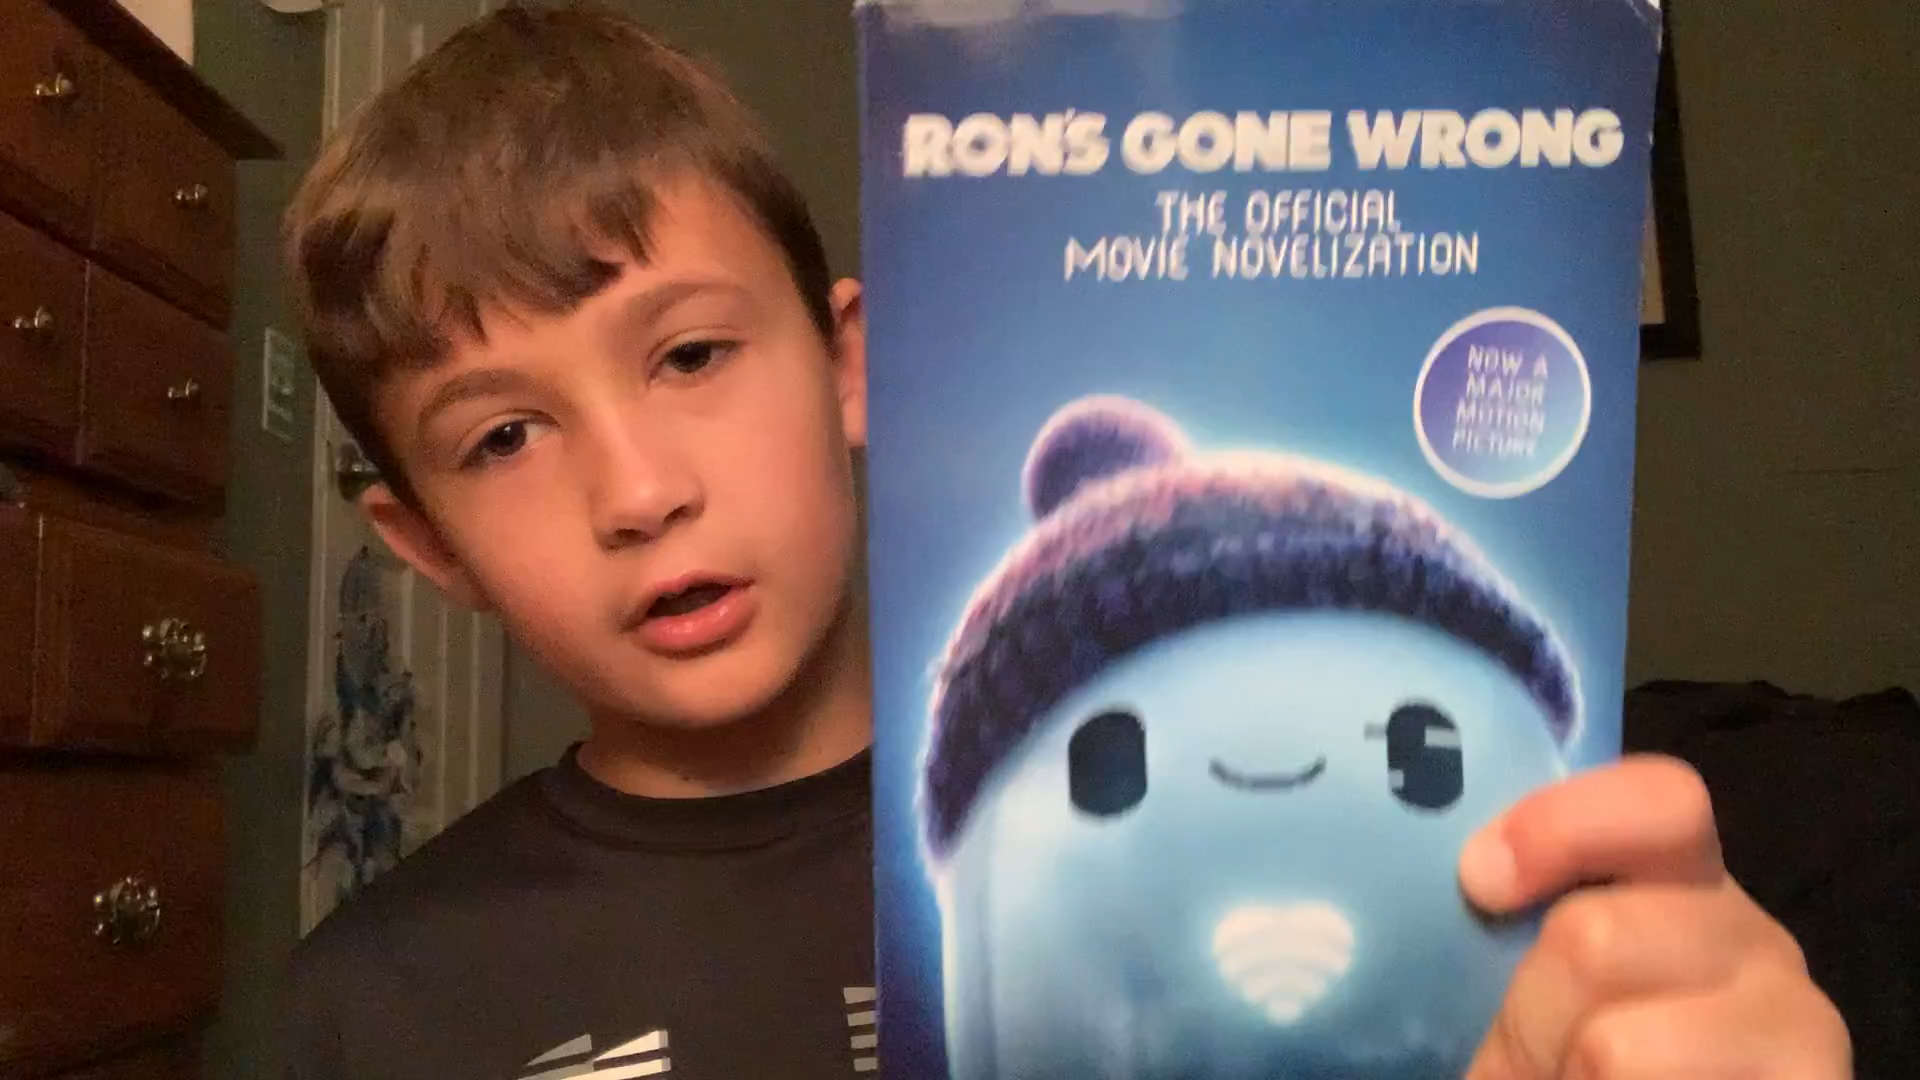 RON'S GONE WRONG
THE OFFICIAL
MOVIE NOVELIZATION
NOW A
MAJOR
MOTION
PICTURE